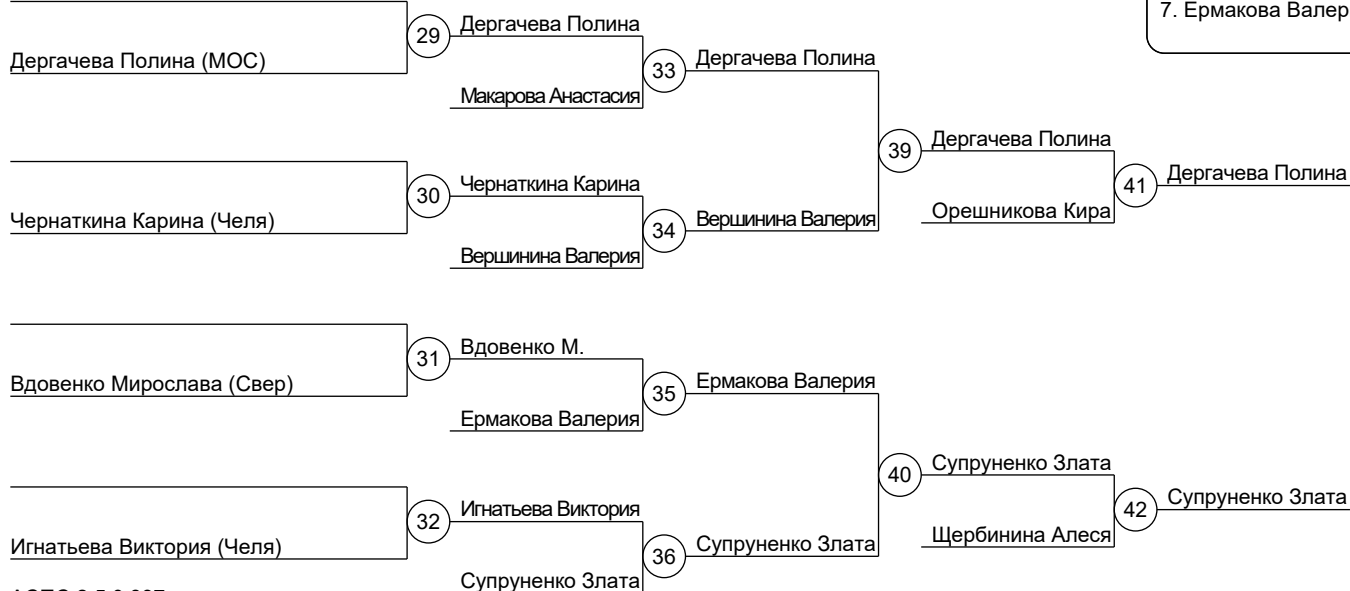 7. Ермакова Валер
29
Дергачева Полина
Дергачева Полина (МОС)
33
Дергачева Полина
Макарова Анастасия
39
Дергачева Полина
30
Чернаткина Карина
41
Дергачева Полина
Чернаткина Карина (Челя)
34
Вершинина Валерия
Орешникова Кира
Вершинина Валерия
31
Вдовенко М.
Вдовенко Мирослава (Свер)
35
Ермакова Валерия
Ермакова Валерия
40
Супруненко Злата
32
Игнатьева Виктория
42
Супруненко Злата
Игнатьева Виктория (Челя)
36
Супруненко Злата
Щербинина Алеся
Супруненко Злата